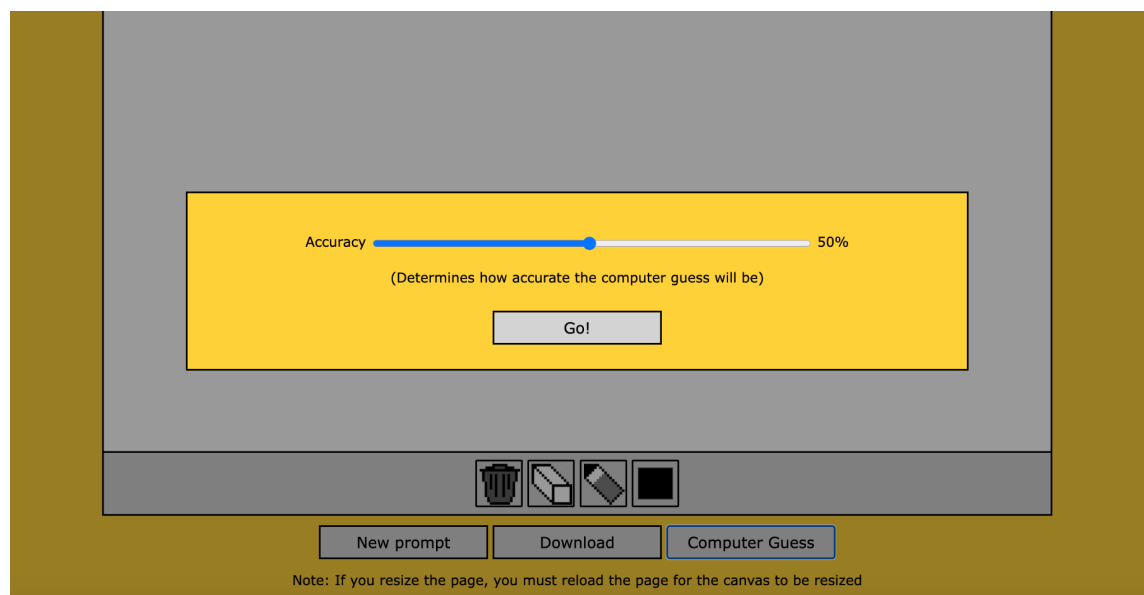 Accuracy 50%
(Determines how accurate the computer guess will be)
Go!
New prompt Download Computer Guess
Note: If you resize the page, you must reload the page for the canvas to be resized